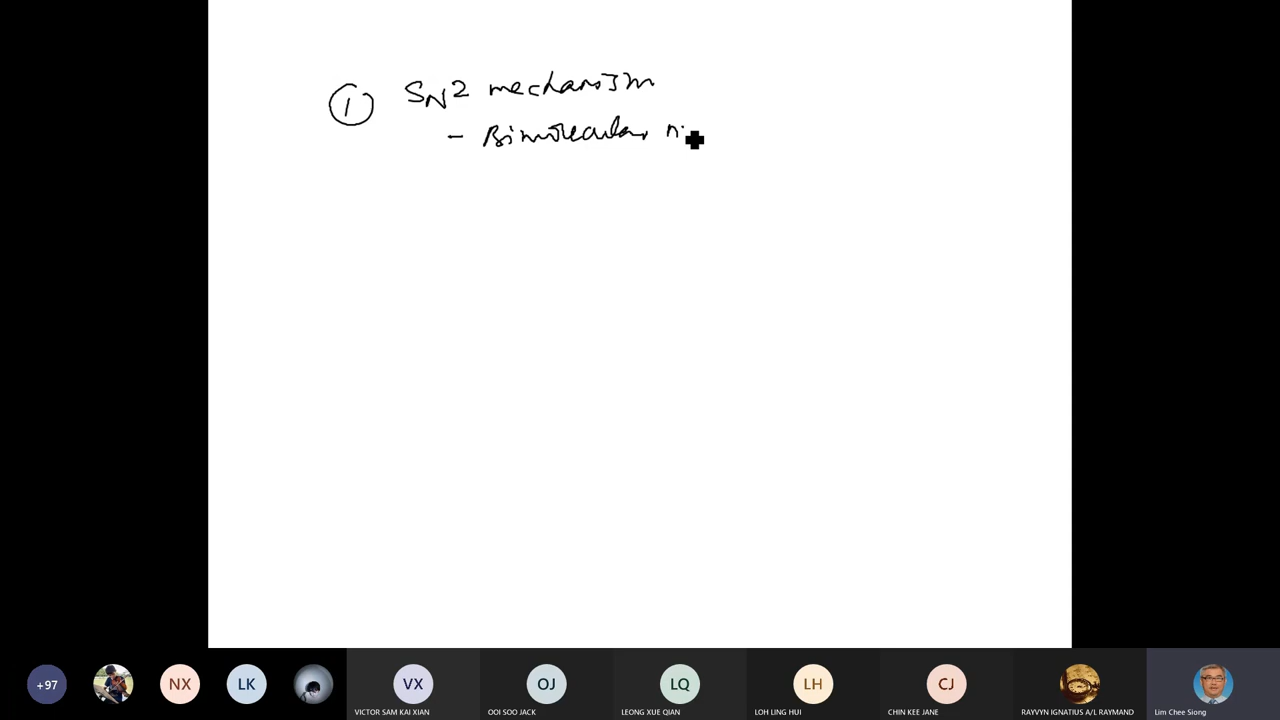 ① SN2 mechanism
- Bimolecular n
+97
NX
LK
VX
OJ
LQ
LH
CJ
VICTOR SAM KAI XIAN
OOI SOO JACK
LEONG XUE QIAN
LOH LING HUI
CHIN KEE JANE
RAYVYN IGNATIUS A/L RAYMAND
Lim Chee Siong